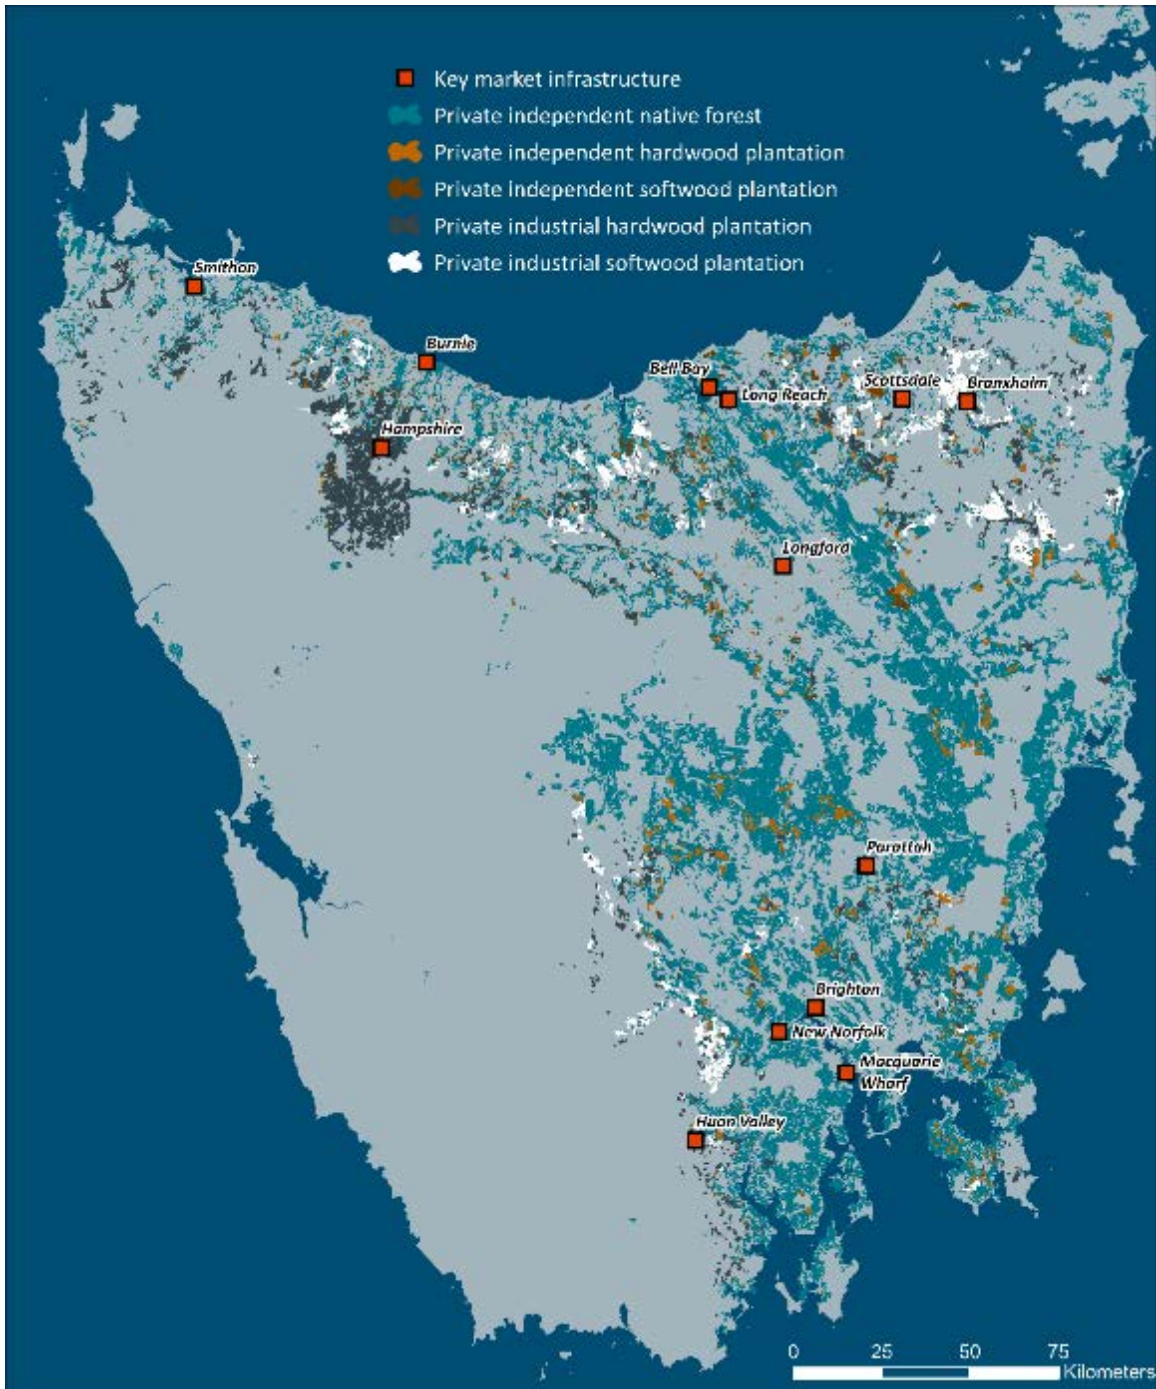 Key market infrastructure
Private independent native forest
Private independent hardwood plantation
Private independent softwood plantation
Private industrial hardwood plantation
Private industrial softwood plantation
Smithon
Burnie
Bell Bay
Long Reach
Scottsdale
Branxholm
Hampshire
Longford
Parattah
Brighton
New Norfolk
Macquarie
Wharf
Huon Valley
0 25 50 75
Kilometers